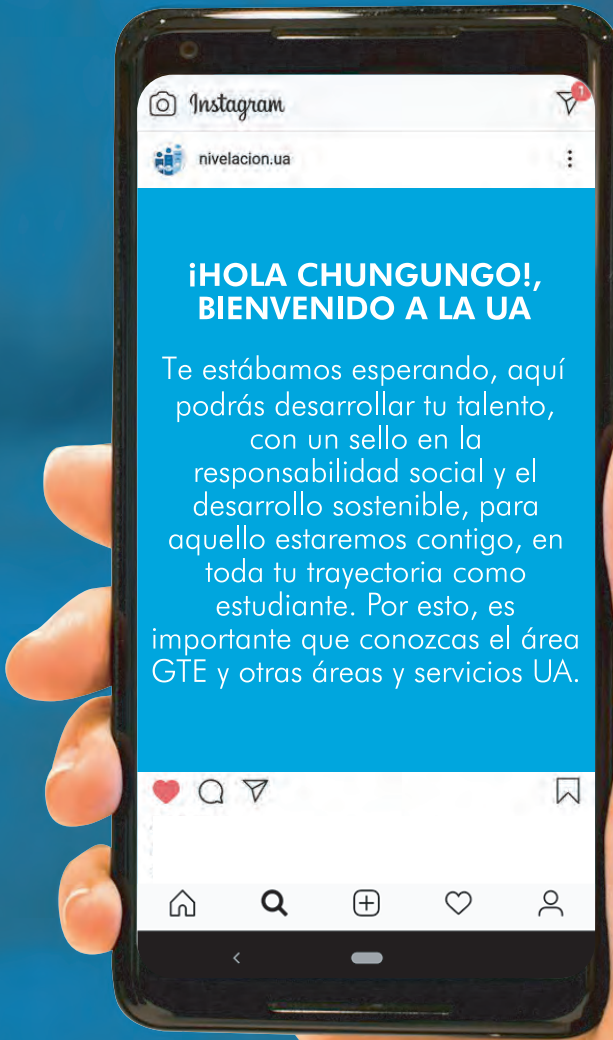 Instagram
1
nivelacion.ua
¡HOLA CHUNGUNGO!,
BIENVENIDO A LA UA
Te estábamos esperando, aquí
podrás desarrollar tu talento,
con un sello en la
responsabilidad social y el
desarrollo sostenible, para
aquello estaremos contigo, en
toda tu trayectoria como
estudiante. Por esto, es
importante que conozcas el área
GTE y otras áreas y servicios UA.